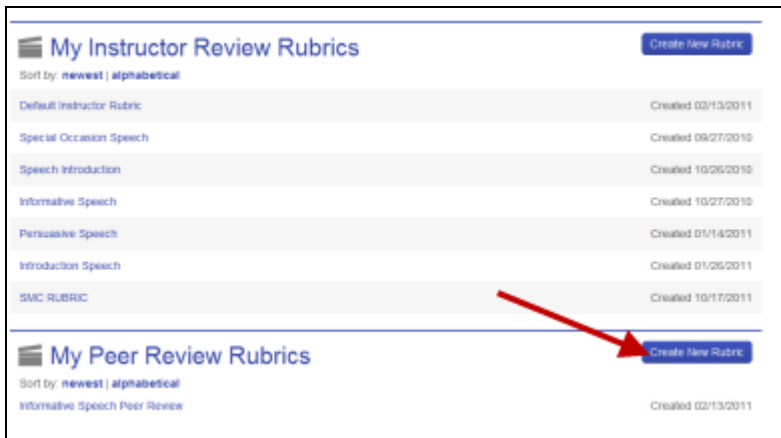 My Instructor Review Rubrics Create New Rubric
Sort by: newest | alphabetical
Default Instructor Rubric Created 02/13/2011
Special Occasion Speech Created 09/27/2010
Speech Introduction Created 10/26/2010
Informative Speech Created 10/27/2010
Persuasive Speech Created 01/14/2011
Introduction Speech Created 01/26/2011
SMC RUBRIC Created 10/17/2011
My Peer Review Rubrics Create New Rubric
Sort by: newest | alphabetical
Informative Speech Peer Review Created 02/13/2011